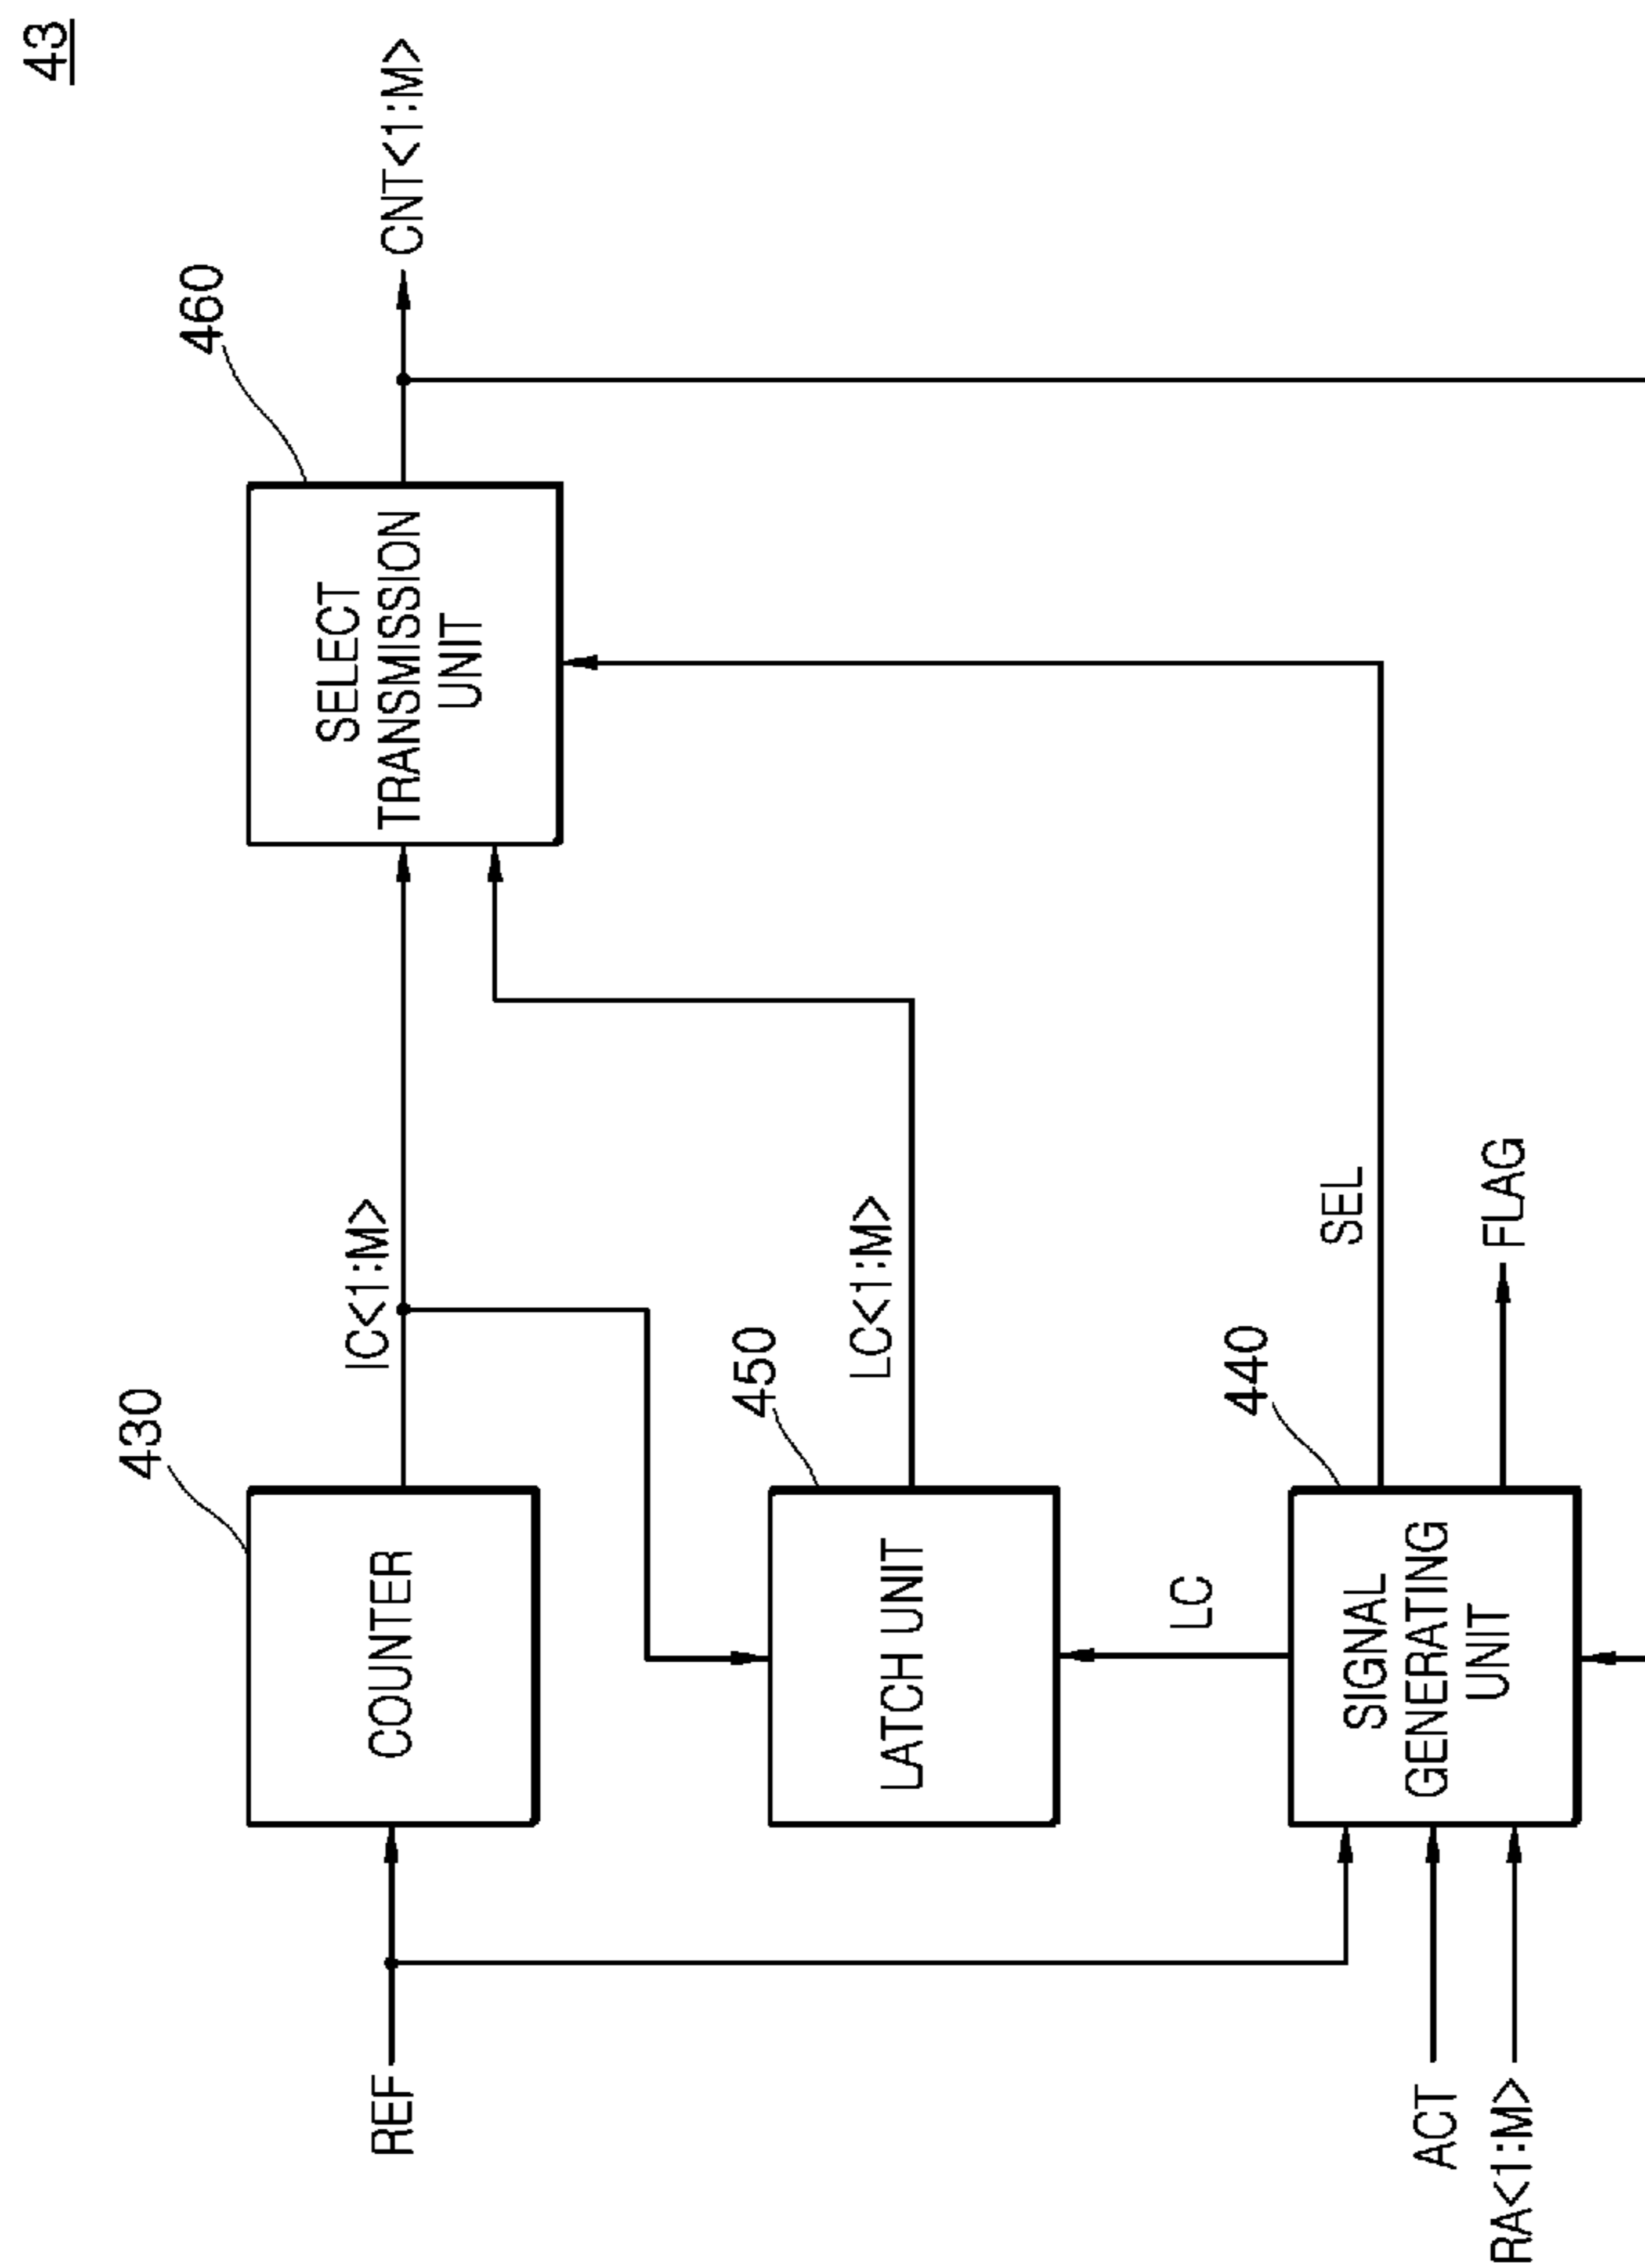 43
460
CNT<1:M>
SELECT
TRANSMISSION
UNIT
430
IC<1:M>
COUNTER
REF
450
LC<1:M>
LATCH UNIT
LC
440
SEL
FLAG
SIGNAL
GENERATING
UNIT
ACT
RA<1:M>